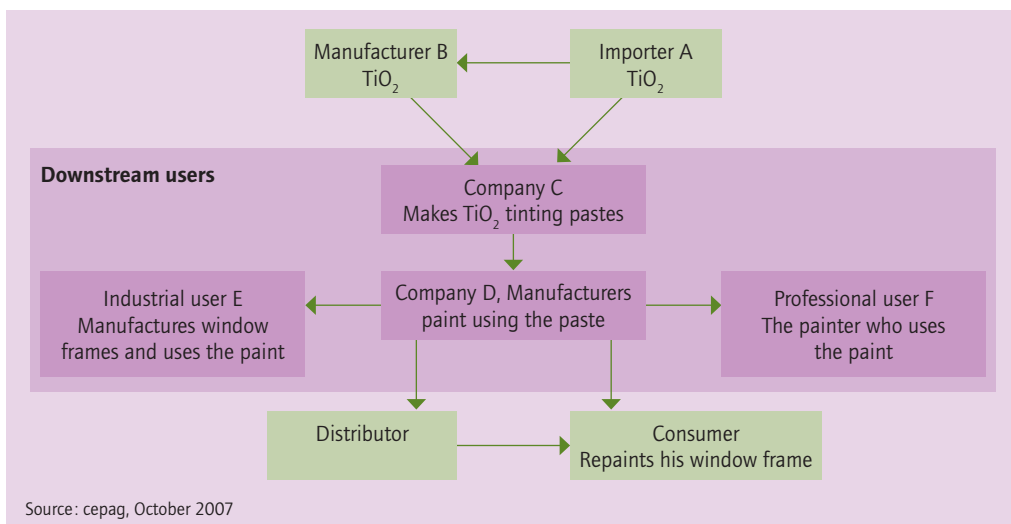 Manufacturer B
TiO₂
Importer A
TiO₂
Downstream users
Company C
Makes TiO₂ tinting pastes
Industrial user E
Manufactures window
frames and uses the paint
Company D, Manufacturers
paint using the paste
Professional user F
The painter who uses
the paint
Distributor
Consumer
Repaints his window frame
Source: cepag, October 2007